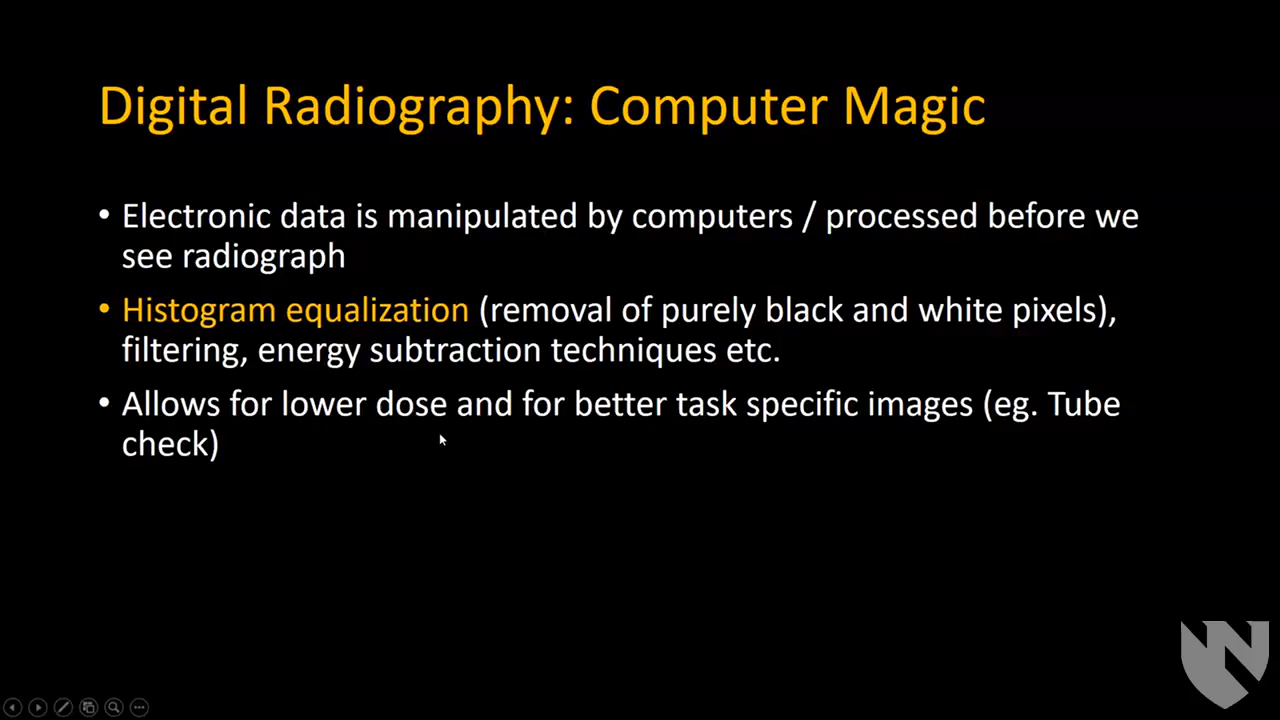 Digital Radiography: Computer Magic
• Electronic data is manipulated by computers / processed before we
see radiograph
• Histogram equalization (removal of purely black and white pixels),
filtering, energy subtraction techniques etc.
• Allows for lower dose and for better task specific images (eg. Tube
check)
N